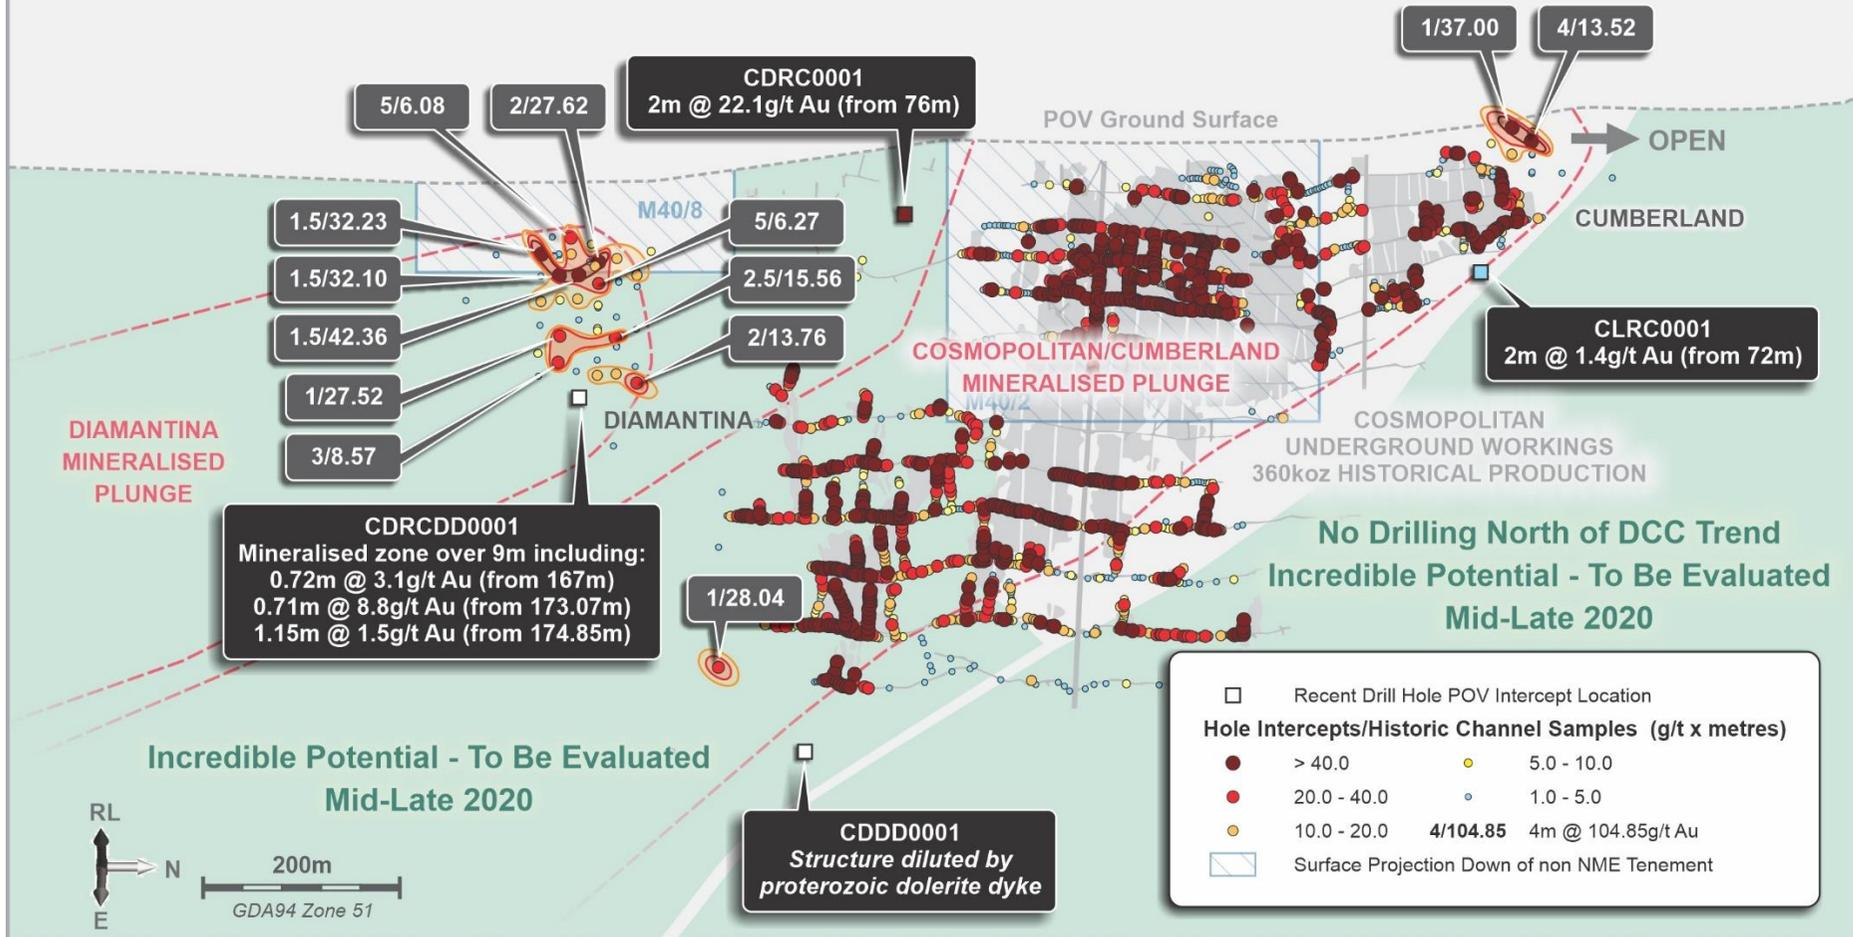 1/37.00
4/13.52
CDRC0001
2m @ 22.1g/t Au (from 76m)
5/6.08
2/27.62
POV Ground Surface
OPEN
M40/8
1.5/32.23
5/6.27
CUMBERLAND
1.5/32.10
2.5/15.56
1.5/42.36
2/13.76
CLRC0001
2m @ 1.4g/t Au (from 72m)
COSMOPOLITAN/CUMBERLAND
MINERALISED PLUNGE
M40/2
1/27.52
DIAMANTINA
3/8.57
DIAMANTINA
MINERALISED
PLUNGE
COSMOPOLITAN
UNDERGROUND WORKINGS
360koz HISTORICAL PRODUCTION
CDRCDD0001
Mineralised zone over 9m including:
0.72m @ 3.1g/t Au (from 167m)
0.71m @ 8.8g/t Au (from 173.07m)
1.15m @ 1.5g/t Au (from 174.85m)
No Drilling North of DCC Trend
Incredible Potential - To Be Evaluated
Mid-Late 2020
1/28.04
Incredible Potential - To Be Evaluated
Mid-Late 2020
CDDD0001
Structure diluted by
proterozoic dolerite dyke
RL
N
E
200m
GDA94 Zone 51
Recent Drill Hole POV Intercept Location
Hole Intercepts/Historic Channel Samples (g/t x metres)
> 40.0
5.0 - 10.0
20.0 - 40.0
1.0 - 5.0
10.0 - 20.0
4/104.85 4m @ 104.85g/t Au
Surface Projection Down of non NME Tenement